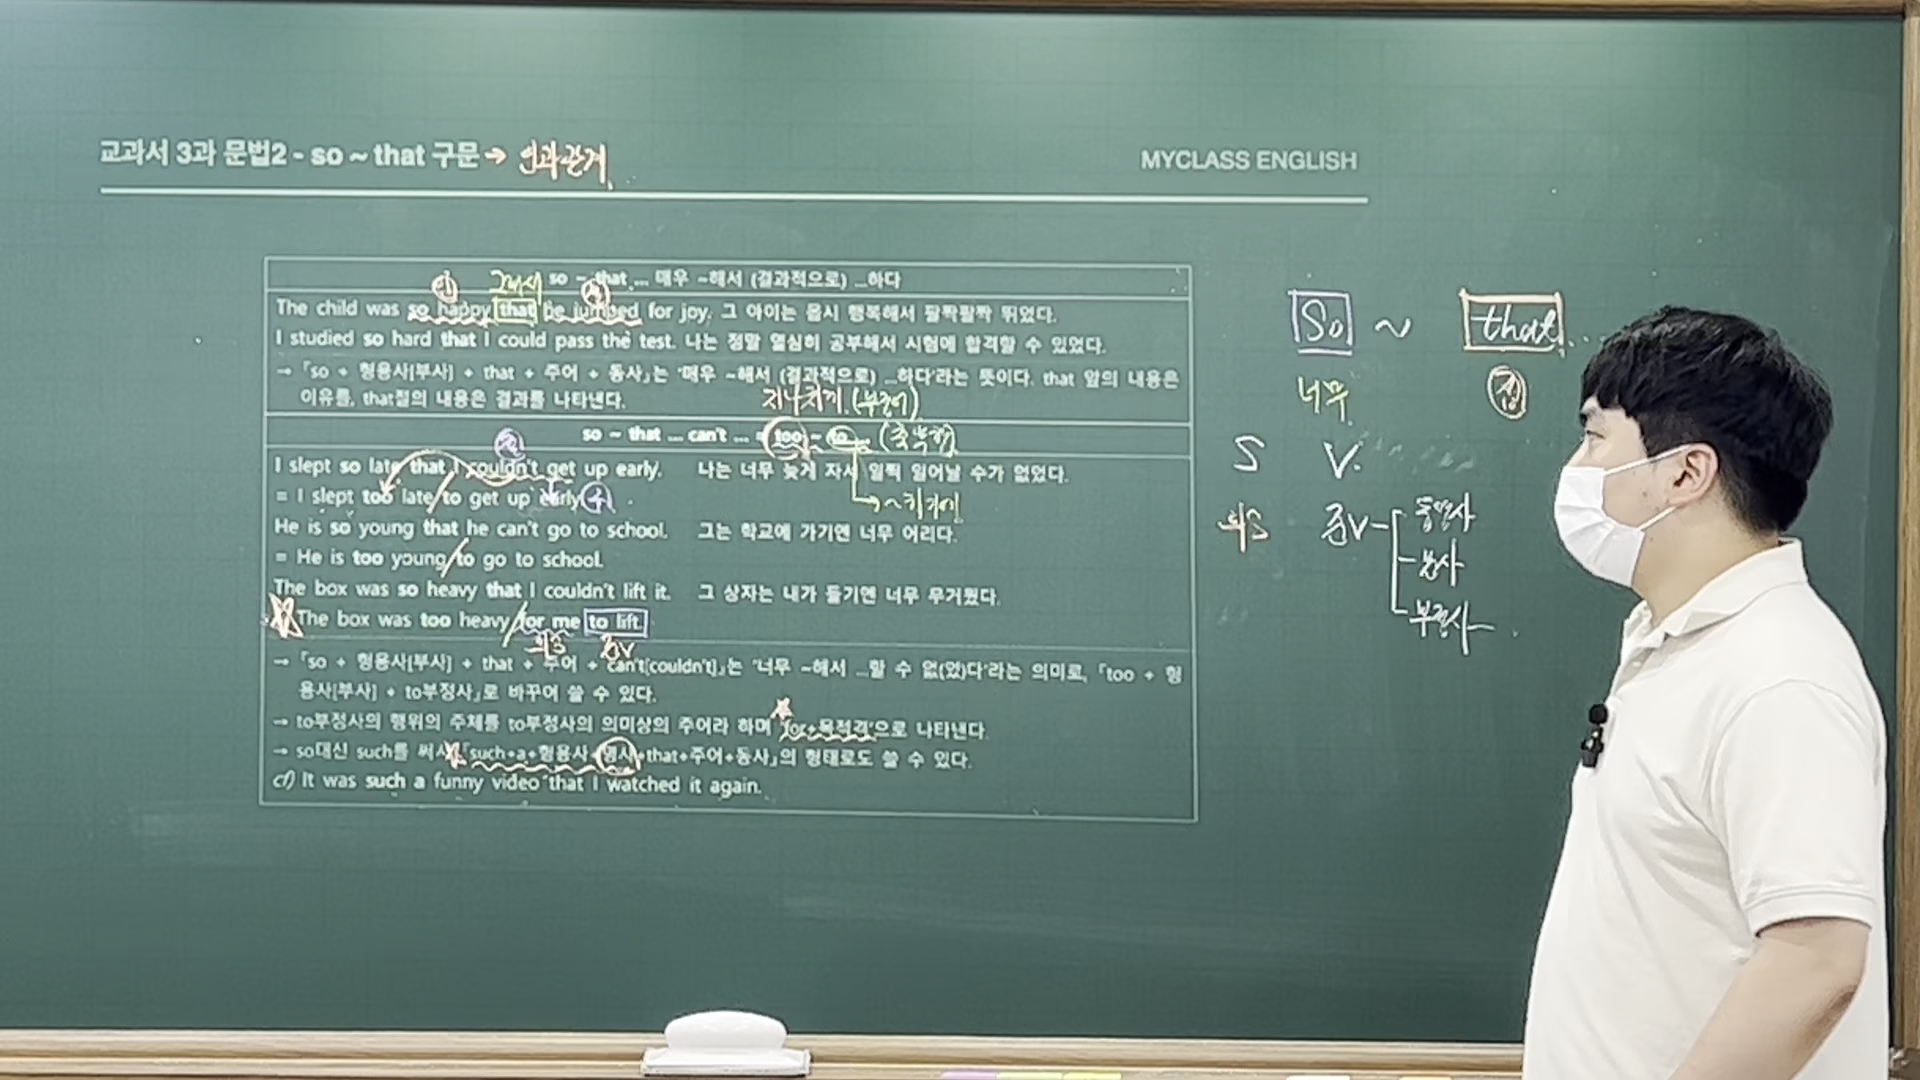 교과서 3과 문법2 - so ~ that 구문 → 인과관계
MYCLASS ENGLISH
그래서
so ~ that ... 매우 ~해서 (결과적으로) ...하다
The child was so happy that he jumped for joy. 그 아이는 몹시 행복해서 팔짝팔짝 뛰었다.
I studied so hard that I could pass the test. 나는 정말 열심히 공부해서 시험에 합격할 수 있었다.
→ 「so + 형용사[부사] + that + 주어 + 동사」는 '매우 ~해서 (결과적으로) ...하다'라는 뜻이다. that 앞의 내용은
이유를, that절의 내용은 결과를 나타낸다.
지나치게 (부정어)
so ~ that ... can't ... = too ~ to ...
I slept so late that I couldn't get up early. 나는 너무 늦게 자서 일찍 일어날 수가 없었다.
= I slept too late to get up early
~하기에
He is so young that he can't go to school. 그는 학교에 가기엔 너무 어리다.
= He is too young to go to school.
The box was so heavy that I couldn't lift it. 그 상자는 내가 들기엔 너무 무거웠다.
The box was too heavy for me to lift.
의S 준V
→ 「so + 형용사[부사] + that + 주어 + can't[couldn't]」는 '너무 ~해서 ...할 수 없(었)다'라는 의미로, 「too + 형
용사[부사] + to부정사」로 바꾸어 쓸 수 있다.
→ to부정사의 행위의 주체를 to부정사의 의미상의 주어라 하며 'for+목적격'으로 나타낸다.
→ so대신 such를 써서 「such+a+형용사+명사+that+주어+동사」의 형태로도 쓸 수 있다.
cf) It was such a funny video that I watched it again.
So ~ that ...
너무 접
S V.
의S 준V
동명사
분사
부정사